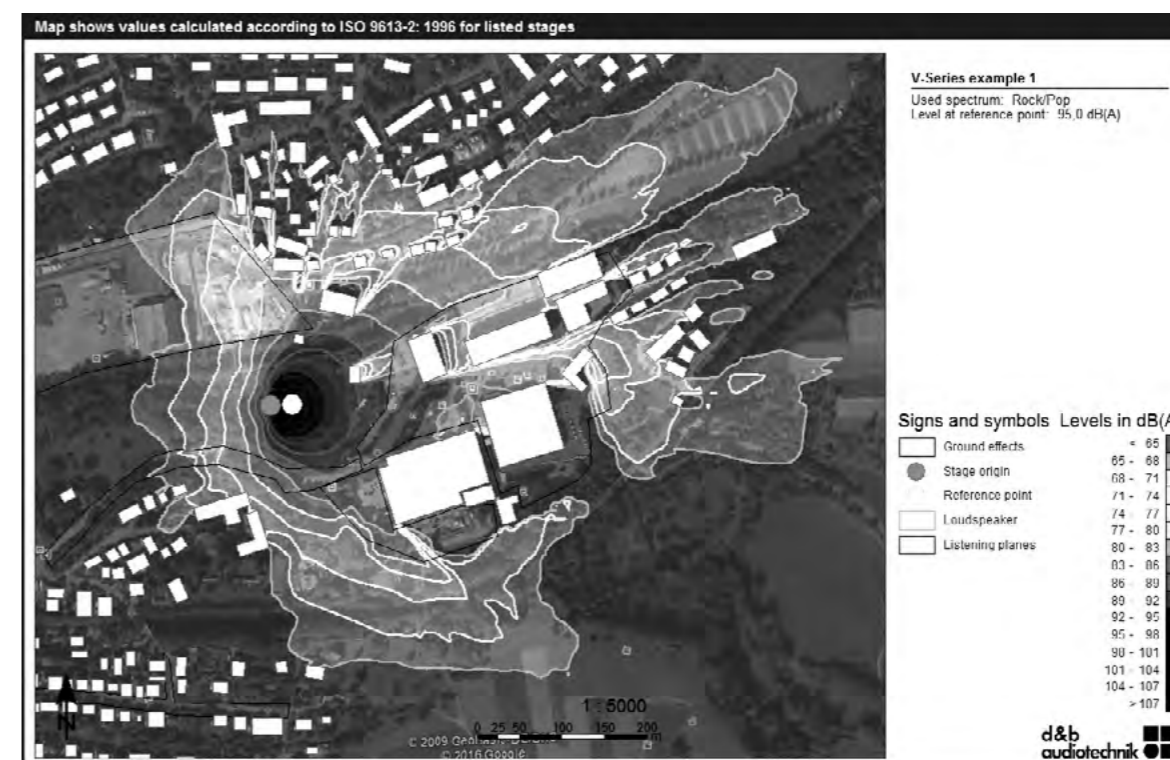 Map shows values calculated according to ISO 9613-2: 1996 for listed stages
V-Series example 1
Used spectrum: Rock/Pop
Level at reference point: 95,0 dB(A)
Signs and symbols
Ground effects
Stage origin
Reference point
Loudspeaker
Listening planes
Levels in dB(A
< 65
65 - 68
68 - 71
71 - 74
74 - 77
77 - 80
80 - 83
83 - 86
86 - 89
89 - 92
92 - 95
95 - 98
98 - 101
101 - 104
104 - 107
> 107
N
1 : 5000
0 25 50 100 150 200
m
© 2009
© 2016 Google
d&b
audiotechnik